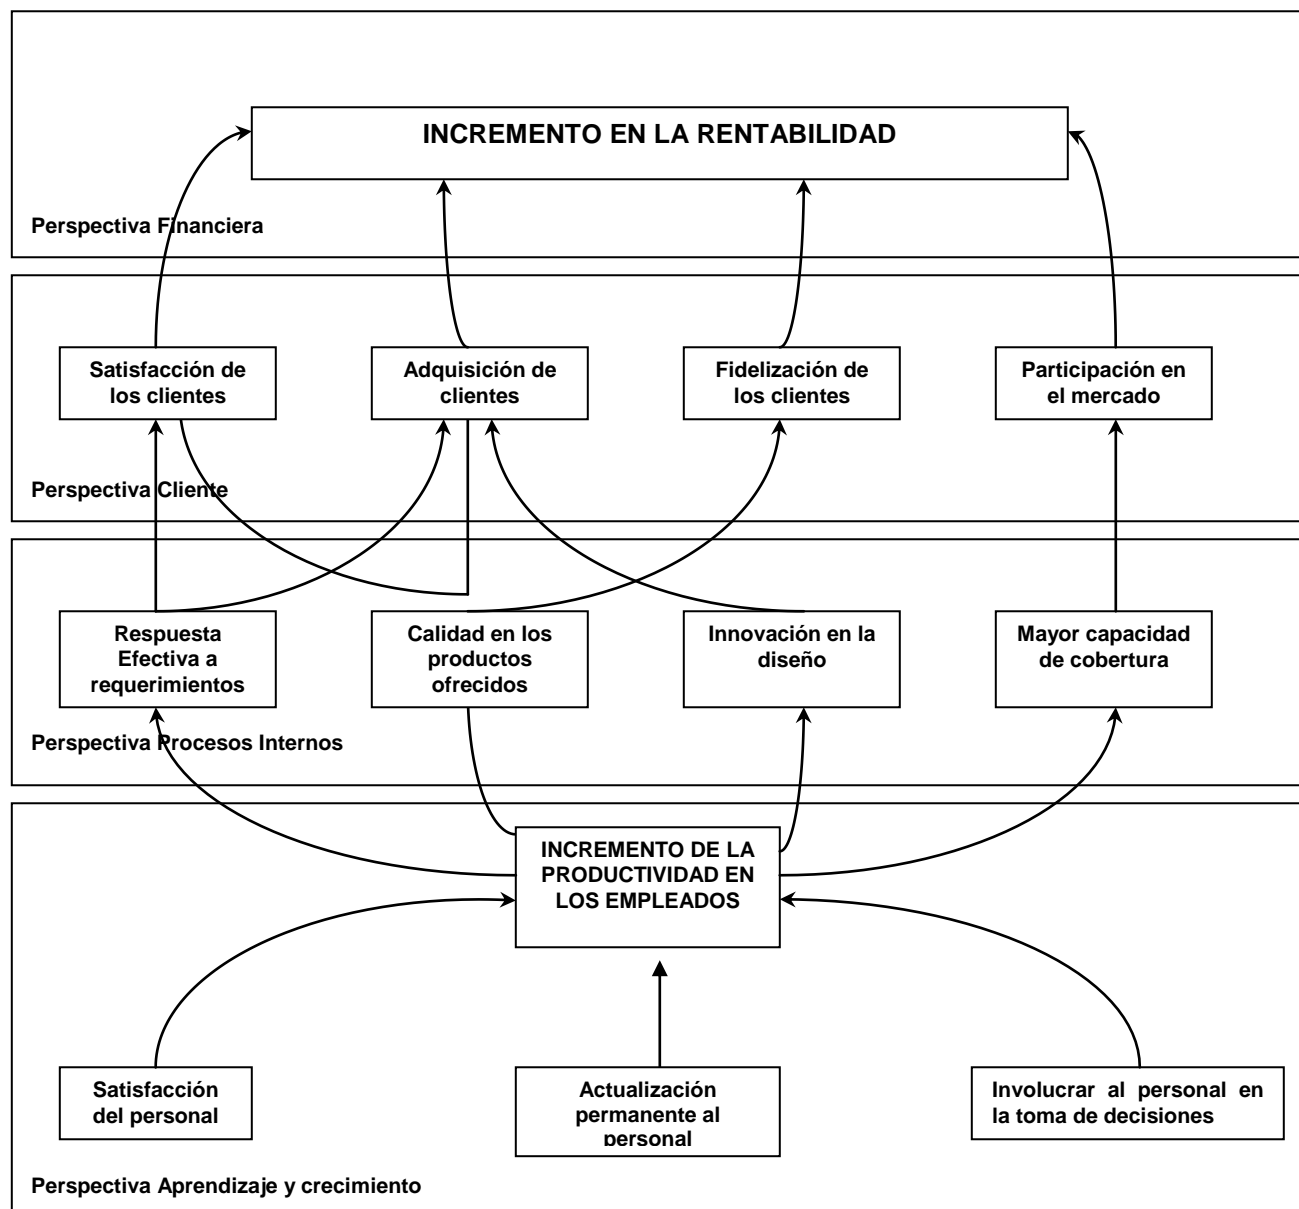 INCREMENTO EN LA RENTABILIDAD
Perspectiva Financiera
Satisfacción de
los clientes
Adquisición de
clientes
Fidelización de
los clientes
Participación en
el mercado
Perspectiva Cliente
Respuesta
Efectiva a
requerimientos
Calidad en los
productos
ofrecidos
Innovación en la
diseño
Mayor capacidad
de cobertura
Perspectiva Procesos Internos
INCREMENTO DE LA
PRODUCTIVIDAD EN
LOS EMPLEADOS
Satisfacción
del personal
Actualización
permanente al
personal
Involucrar al personal en
la toma de decisiones
Perspectiva Aprendizaje y crecimiento